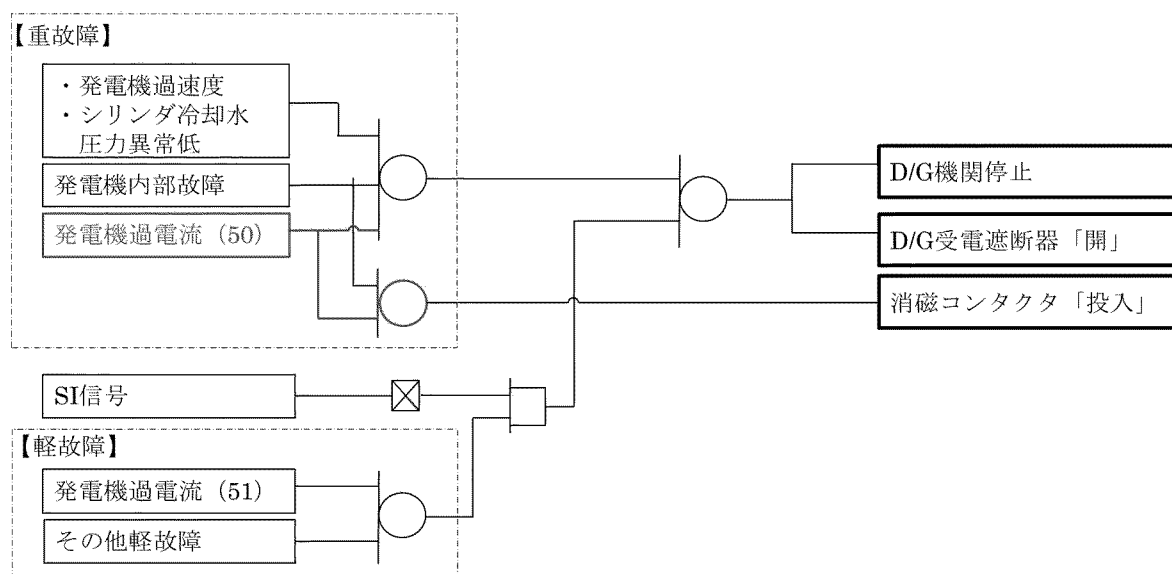 【重故障】
・発電機過速度
・シリンダ冷却水
圧力異常低
発電機内部故障
発電機過電流（50）
D/G機関停止
D/G受電遮断器「開」
消磁コンタクタ「投入」
SI信号
【軽故障】
発電機過電流（51）
その他軽故障